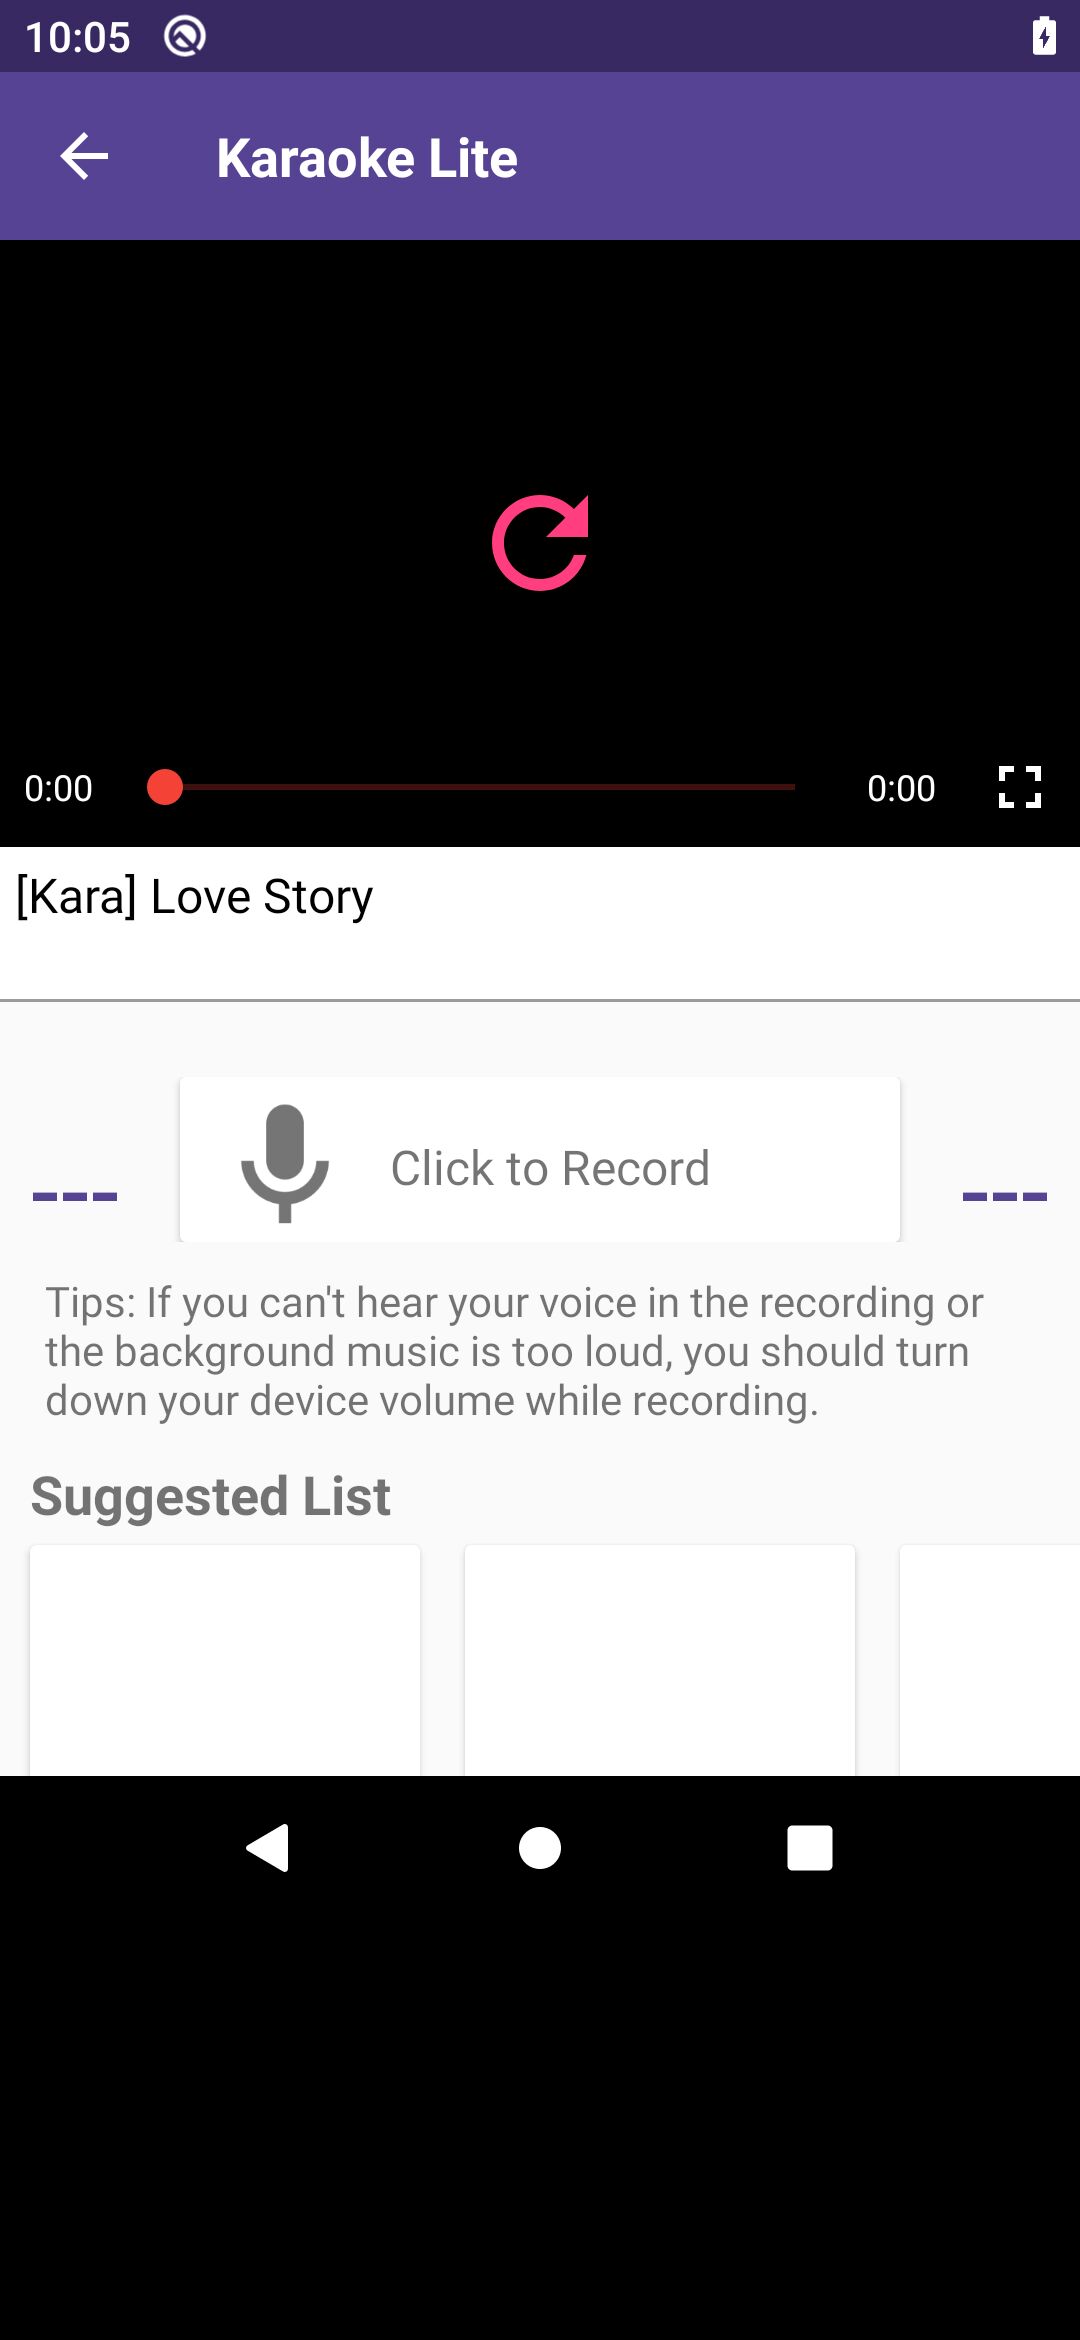 10:05
Karaoke Lite
0:00
0:00
[Kara] Love Story
---
Click to Record
---
Tips: If you can't hear your voice in the recording or
the background music is too loud, you should turn
down your device volume while recording.
Suggested List